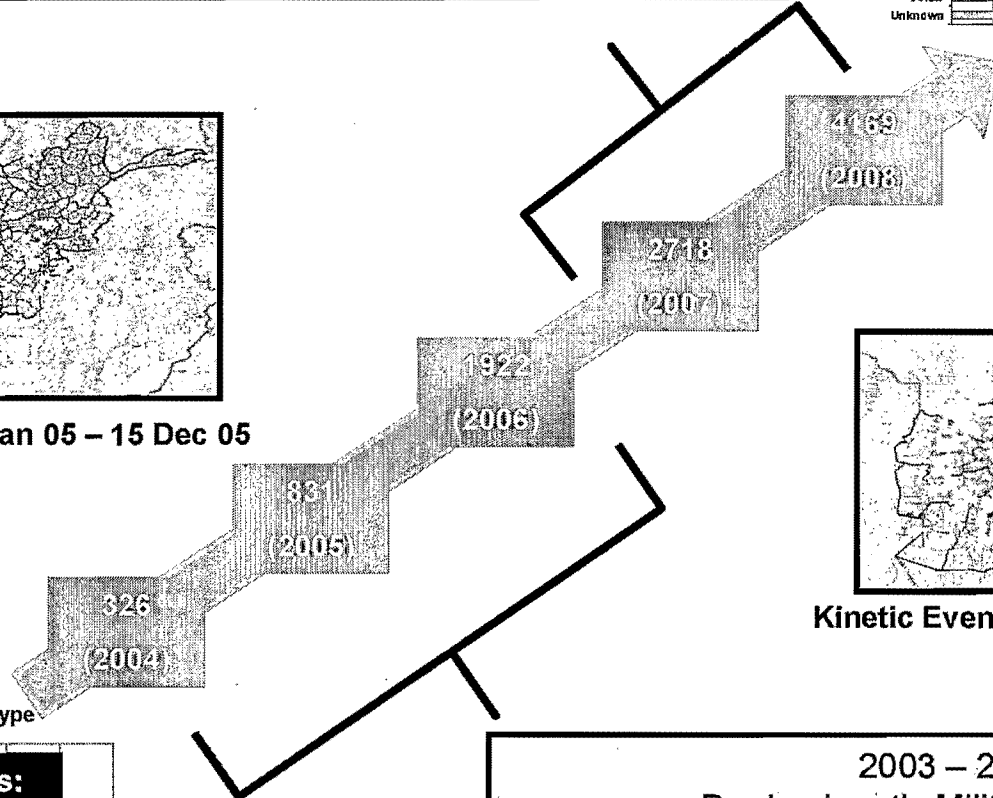 Unknown
4169
(2008)
2718
(2007)
1922
(2006)
an 05 – 15 Dec 05
831
(2005)
326
(2004)
Kinetic Even
ype
s:
2003 – 2